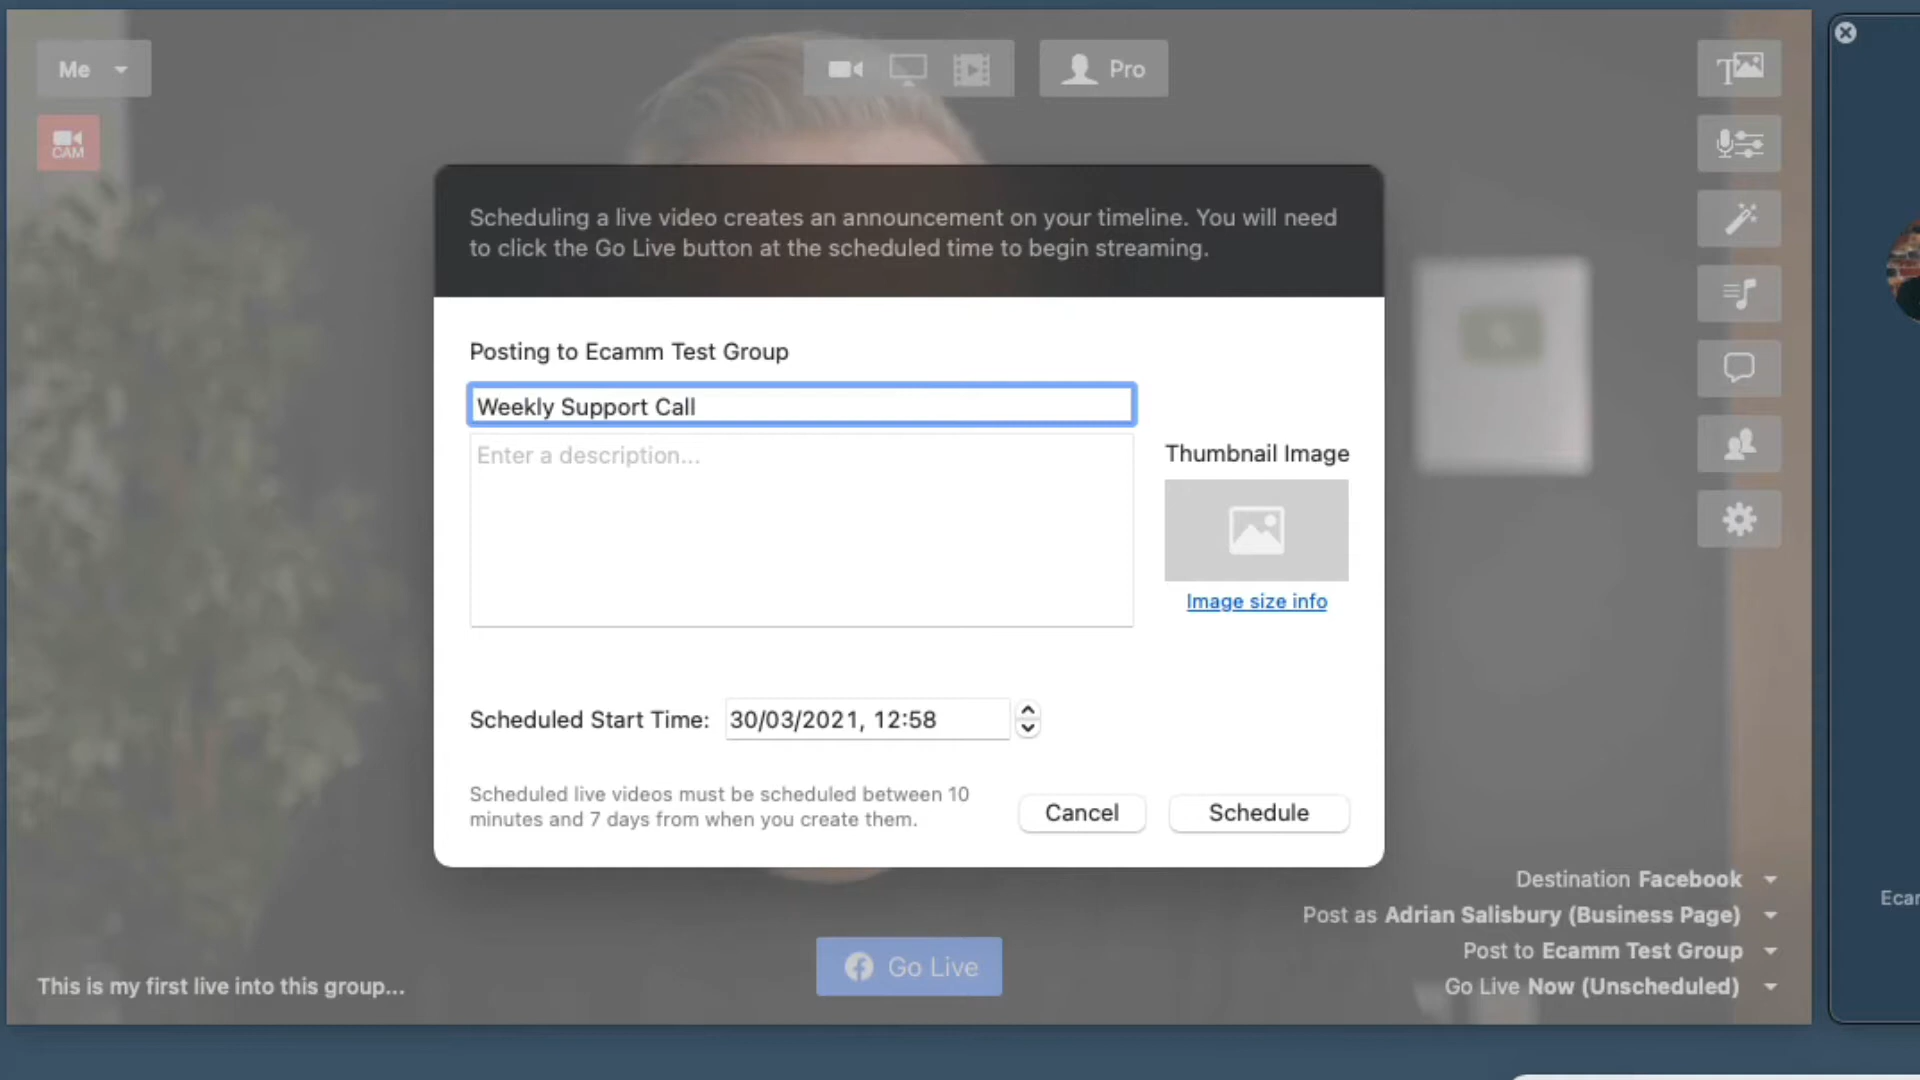 Me
Pro
CAM
Scheduling a live video creates an announcement on your timeline. You will need
to click the Go Live button at the scheduled time to begin streaming.
Posting to Ecamm Test Group
Weekly Support Call
Enter a description...
Thumbnail Image
Image size info
Scheduled Start Time: 30/03/2021, 12:58
Scheduled live videos must be scheduled between 10
minutes and 7 days from when you create them.
Cancel
Schedule
Destination Facebook
Post as Adrian Salisbury (Business Page)
Post to Ecamm Test Group
Go Live Now (Unscheduled)
Go Live
This is my first live into this group...